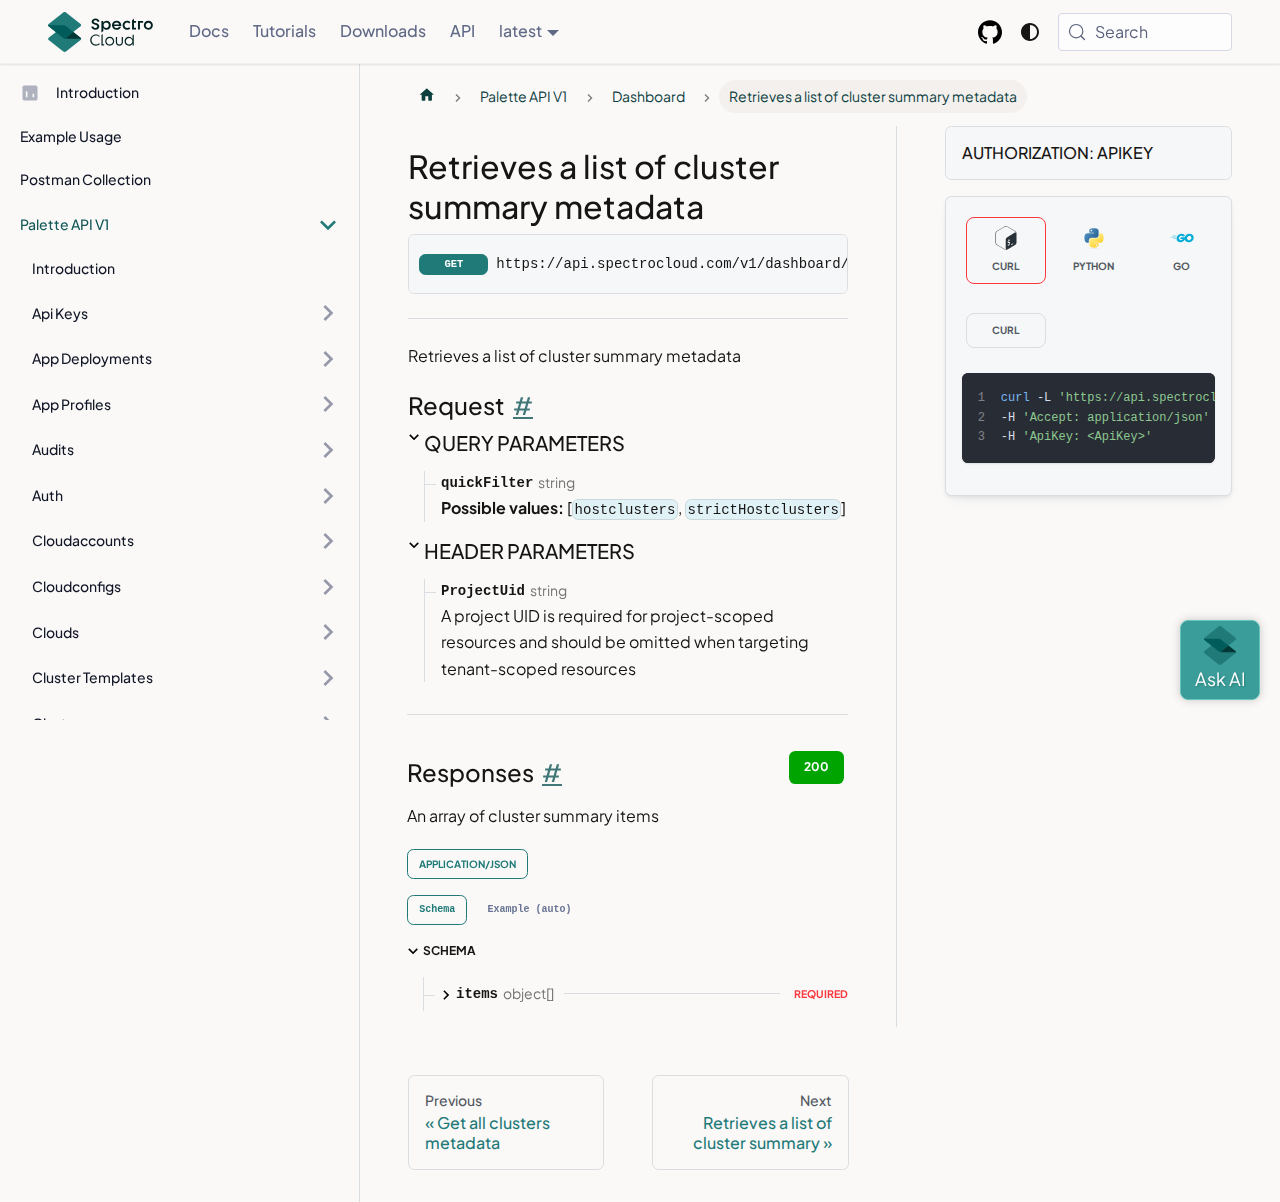 Spectro Cloud
Docs
Tutorials
Downloads
API
latest
Search
Introduction
Example Usage
Postman Collection
Palette API V1
Introduction
Api Keys
App Deployments
App Profiles
Audits
Auth
Cloudaccounts
Cloudconfigs
Clouds
Cluster Templates
Palette API V1
Dashboard
Retrieves a list of cluster summary metadata
Retrieves a list of cluster
summary metadata
GET https://api.spectrocloud.com/v1/dashboard/
Retrieves a list of cluster summary metadata
Request #
QUERY PARAMETERS
quickFilter string
Possible values: [hostclusters, strictHostclusters]
HEADER PARAMETERS
ProjectUid string
A project UID is required for project-scoped
resources and should be omitted when targeting
tenant-scoped resources
Responses #
200
An array of cluster summary items
APPLICATION/JSON
Schema
Example (auto)
SCHEMA
items object[] REQUIRED
Previous
« Get all clusters
metadata
Next
Retrieves a list of
cluster summary »
AUTHORIZATION: APIKEY
CURL
PYTHON
GO
CURL
1 curl -L 'https://api.spectrocl
2 -H 'Accept: application/json'
3 -H 'ApiKey: <ApiKey>'
Ask AI